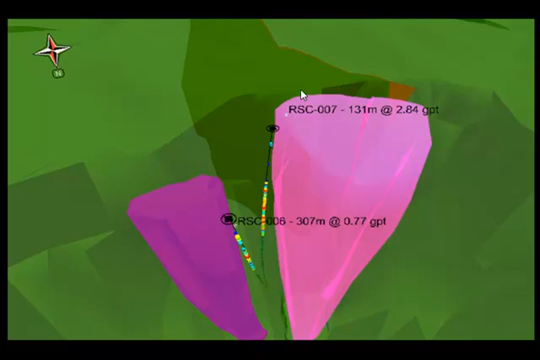 N
RSC-007 - 131m @ 2.84 gpt
RSC-006 - 307m @ 0.77 gpt